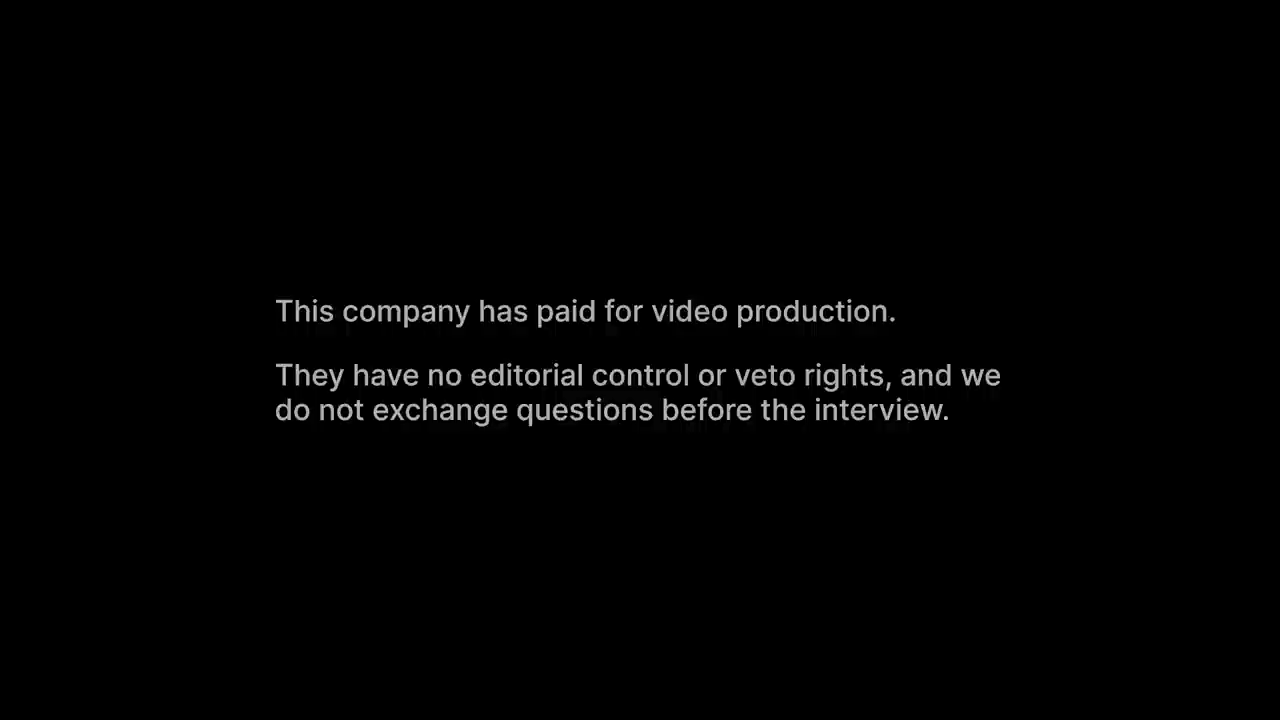 This company has paid for video production.
They have no editorial control or veto rights, and we
do not exchange questions before the interview.